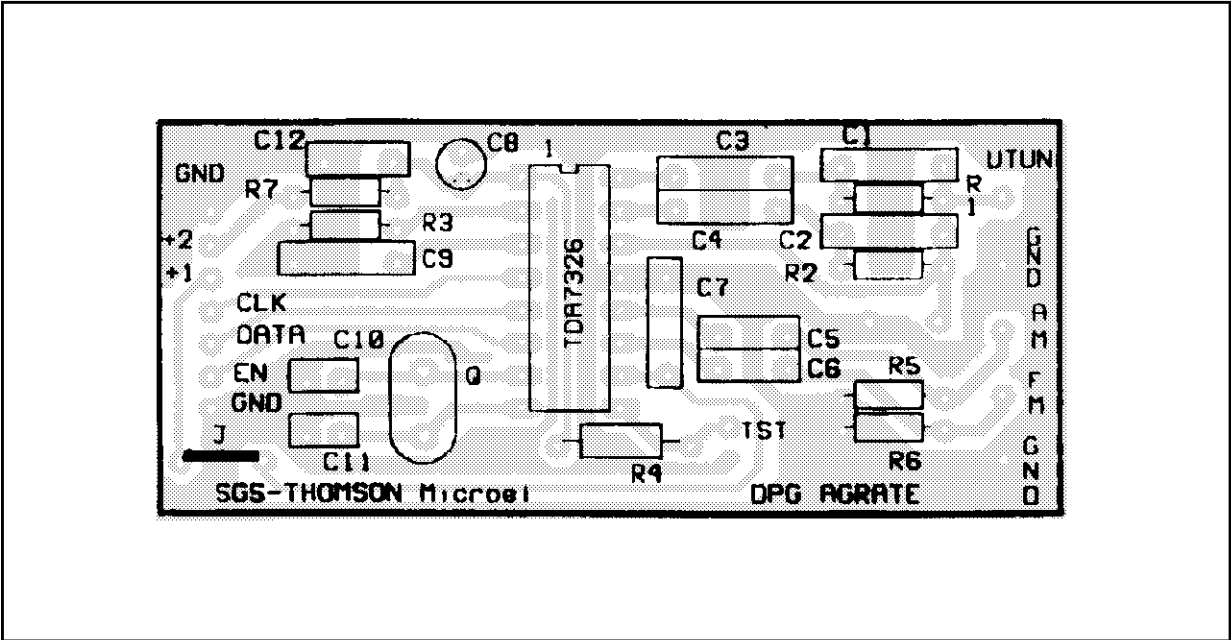 C12
C8
1
C3
C1
UTUN
GND
R7
R
1
R3
+2
C4
C2
GND
C9
+1
R2
TDA7326
C7
CLK
AM
DATA
C10
C5
EN
Q
C6
R5
FM
GND
J
TST
GND
C11
R4
R6
SGS-THOMSON Microel
DPG AGRATE